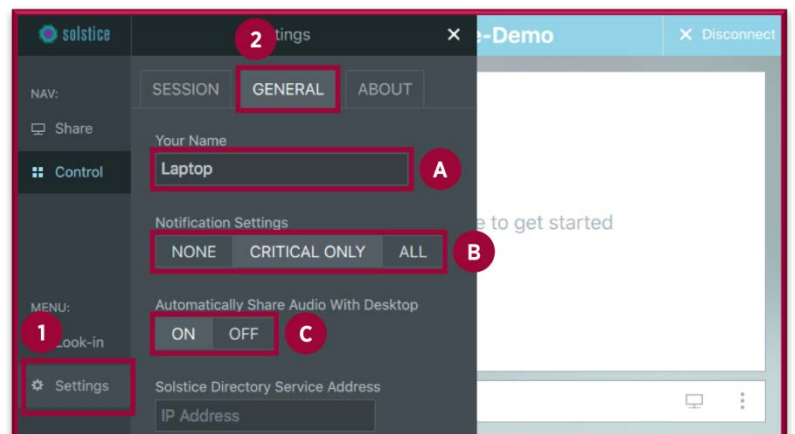 solstice
2
ttings
×
e-Demo
× Disconnect
NAV:
SESSION GENERAL ABOUT
Share
Your Name
Control
Laptop
A
Notification Settings
e to get started
NONE CRITICAL ONLY ALL
B
MENU:
Automatically Share Audio With Desktop
1
Look-in
ON OFF
C
Settings
Solstice Directory Service Address
IP Address